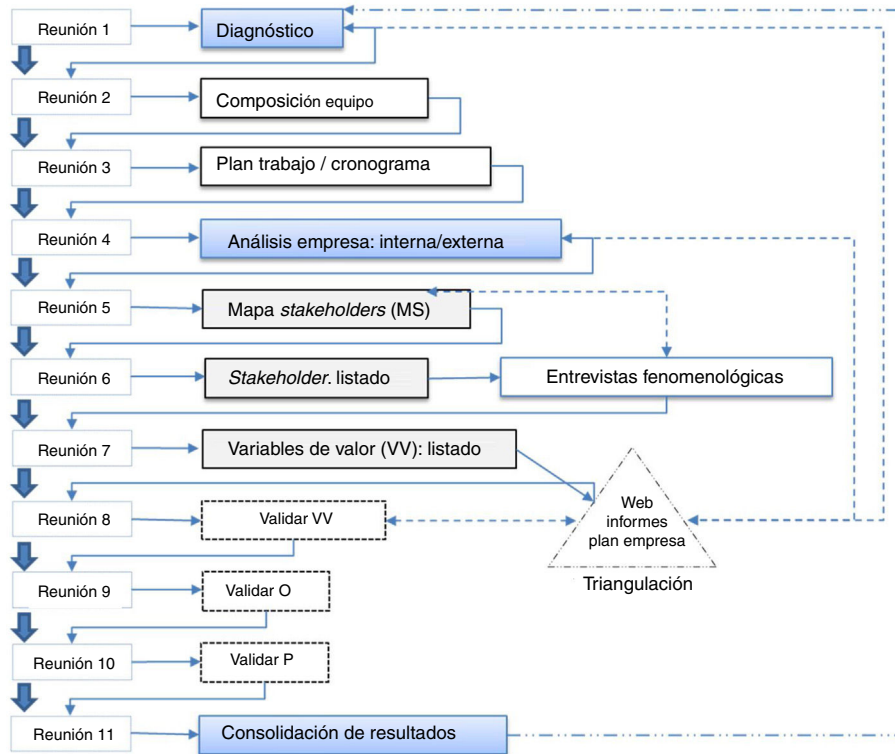 Reunión 1
Diagnóstico
Reunión 2
Composición equipo
Reunión 3
Plan trabajo / cronograma
Reunión 4
Análisis empresa: interna/externa
Reunión 5
Mapa stakeholders (MS)
Reunión 6
Stakeholder. listado
Entrevistas fenomenológicas
Reunión 7
Variables de valor (VV): listado
Reunión 8
Validar VV
Web
informes
plan empresa
Triangulación
Reunión 9
Validar O
Reunión 10
Validar P
Reunión 11
Consolidación de resultados